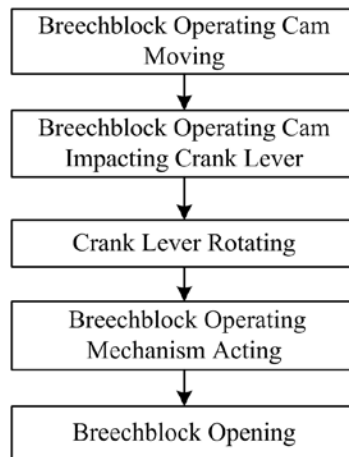 Breechblock Operating Cam
Moving
Breechblock Operating Cam
Impacting Crank Lever
Crank Lever Rotating
Breechblock Operating
Mechanism Acting
Breechblock Opening